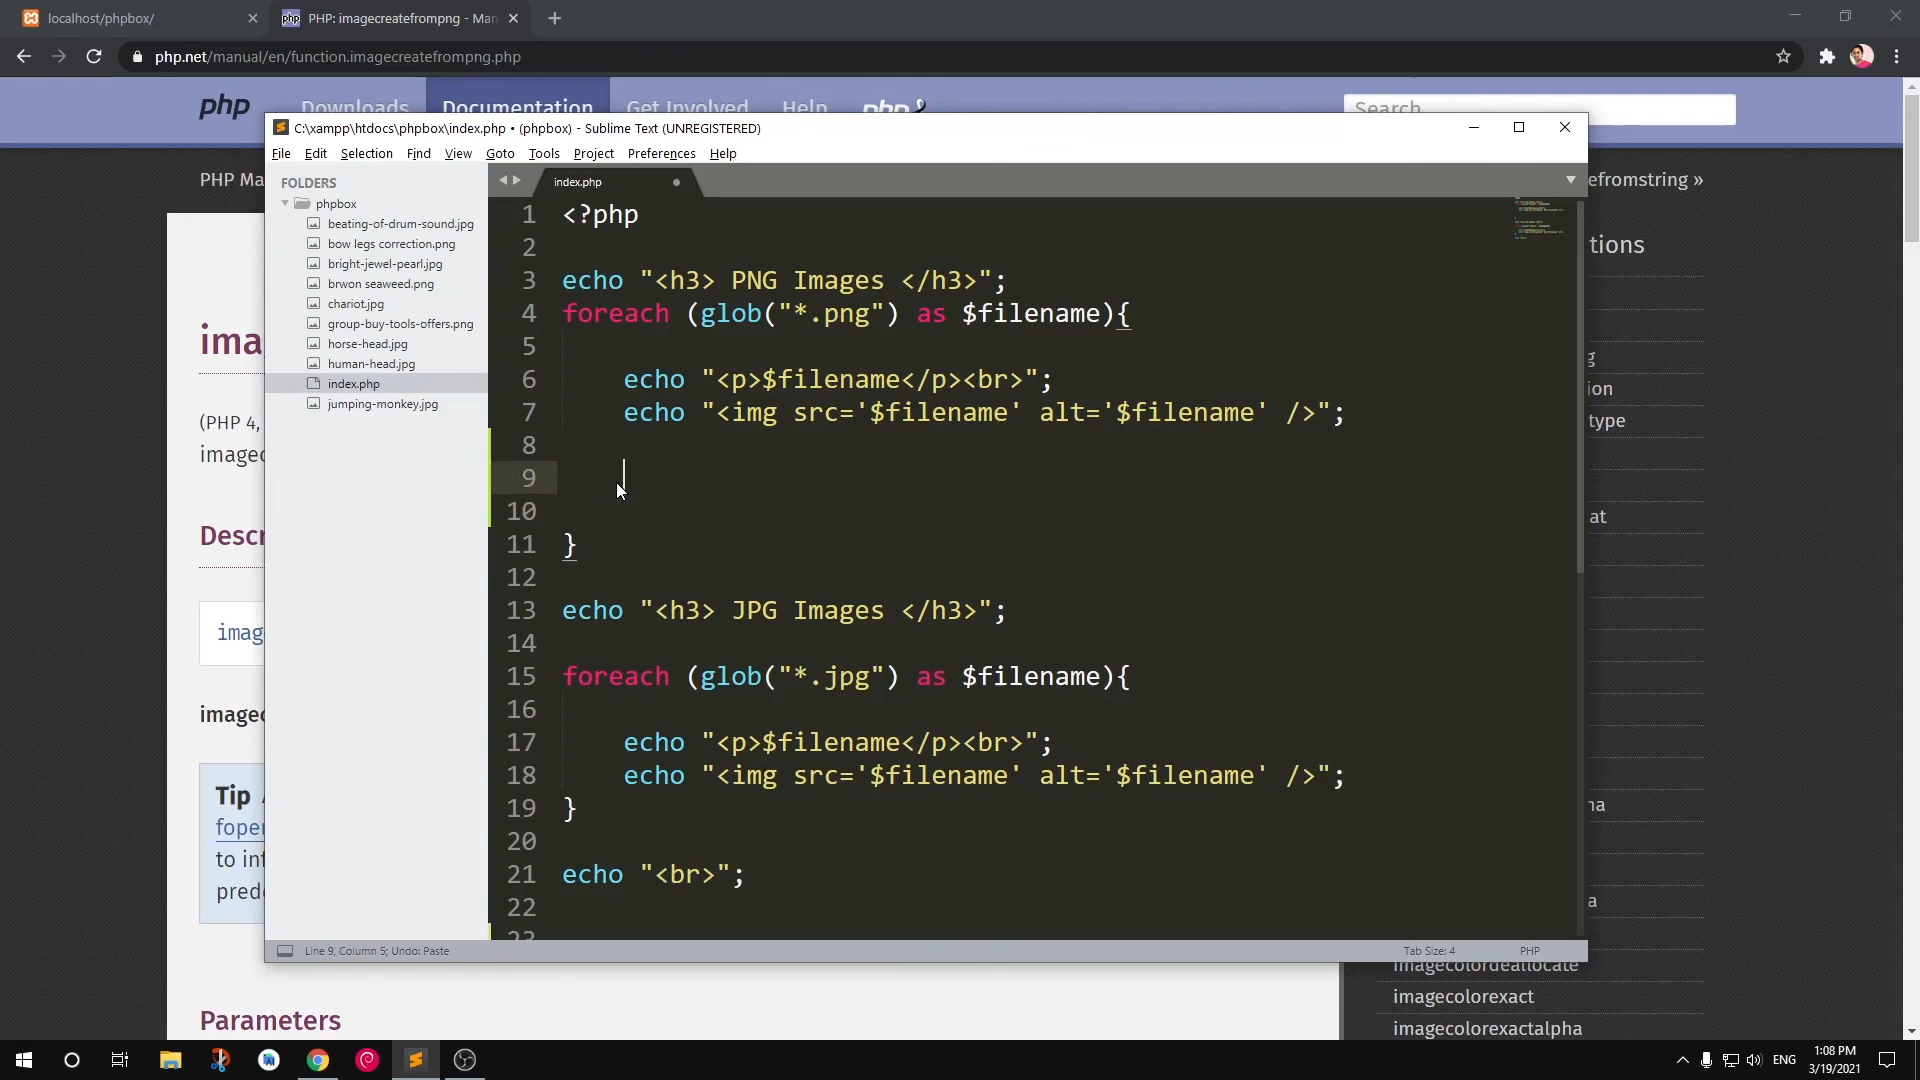 localhost/phpbox/
php PHP: imagecreatefrompng - Man
php.net/manual/en/function.imagecreatefrompng.php
php Downloads Documentation Get Involved Help php Search
C:\xampp\htdocs\phpbox\index.php • (phpbox) - Sublime Text (UNREGISTERED)
File Edit Selection Find View Goto Tools Project Preferences Help
PHP Ma
efromstring »
FOLDERS
phpbox
beating-of-drum-sound.jpg
bow legs correction.png
bright-jewel-pearl.jpg
brwon seaweed.png
chariot.jpg
group-buy-tools-offers.png
horse-head.jpg
human-head.jpg
index.php
jumping-monkey.jpg
index.php
1 <?php
2
3 echo "<h3> PNG Images </h3>";
4 foreach (glob("*.png") as $filename){
5
6 echo "<p>$filename</p><br>";
7 echo "<img src='$filename' alt='$filename' />";
8
9
10
11 }
12
13 echo "<h3> JPG Images </h3>";
14
15 foreach (glob("*.jpg") as $filename){
16
17 echo "<p>$filename</p><br>";
18 echo "<img src='$filename' alt='$filename' />";
19 }
20
21 echo "<br>";
22
23
Line 9, Column 5; Undo: Paste Tab Size: 4 PHP
ima
(PHP 4,
imagec
Descr
imag
imagec
Tip
foper
to inf
prede
Parameters
tions
g
ion
type
at
na
a
imagecolordeallocate
imagecolorexact
imagecolorexactalpha
ENG
1:08 PM
3/19/2021